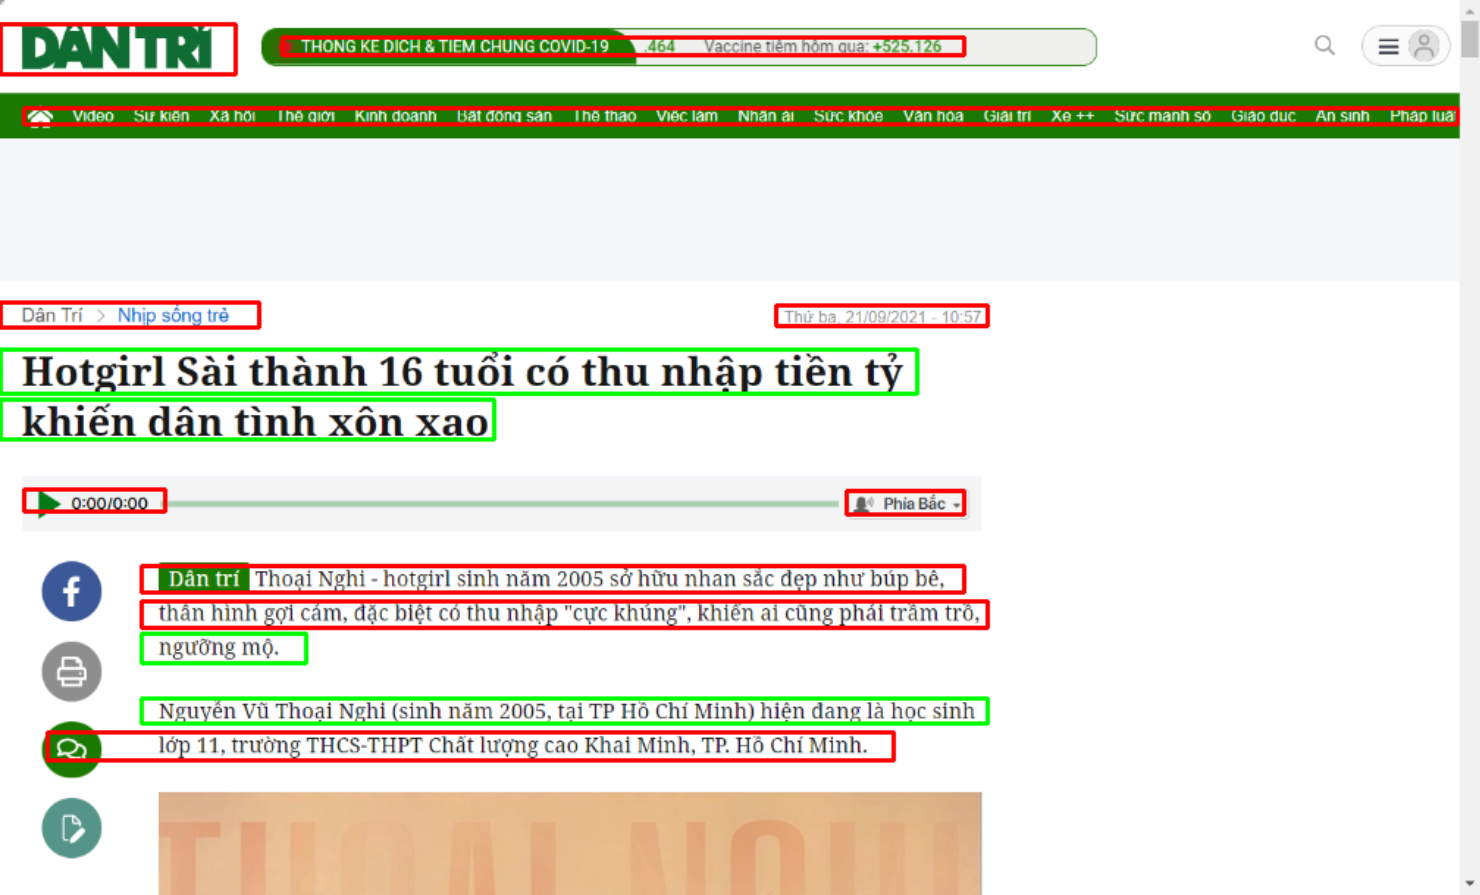 DÂN TRÍ
THỐNG KÊ DỊCH & TIÊM CHỦNG COVID-19 .464 Vaccine tiêm hôm qua: +525.126
Video Sự kiện Xã hội Thế giới Kinh doanh Bất động sản Thể thao Việc làm Nhân ái Sức khỏe Văn hóa Giải trí Xe ++ Sức mạnh số Giáo dục An sinh Pháp luật
Dân Trí > Nhịp sống trẻ
Thứ ba, 21/09/2021 - 10:57
Hotgirl Sài thành 16 tuổi có thu nhập tiền tỷ
khiến dân tình xôn xao
0:00/0:00
Phía Bắc
Dân trí Thoại Nghi - hotgirl sinh năm 2005 sở hữu nhan sắc đẹp như búp bê,
thân hình gợi cảm, đặc biệt có thu nhập "cực khủng", khiến ai cũng phải trầm trồ,
ngưỡng mộ.
Nguyễn Vũ Thoại Nghi (sinh năm 2005, tại TP Hồ Chí Minh) hiện đang là học sinh
lớp 11, trường THCS-THPT Chất lượng cao Khai Minh, TP. Hồ Chí Minh.
THOAI NGHI